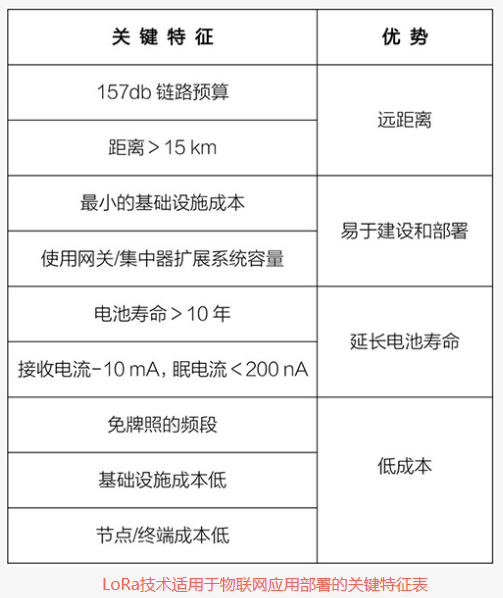 关键特征 优势
157db 链路预算
远距离
距离＞15 km
最小的基础设施成本
易于建设和部署
使用网关/集中器扩展系统容量
电池寿命＞10 年
延长电池寿命
接收电流-10 mA，眠电流＜200 nA
免牌照的频段
基础设施成本低
低成本
节点/终端成本低
LoRa技术适用于物联网应用部署的关键特征表